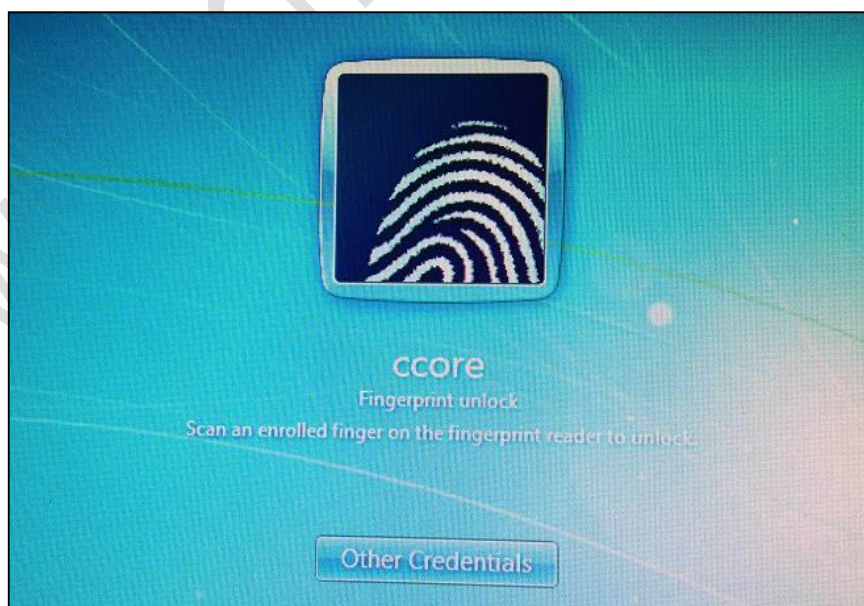 ccore
Fingerprint unlock
Scan an enrolled finger on the fingerprint reader to unlock.
Other Credentials